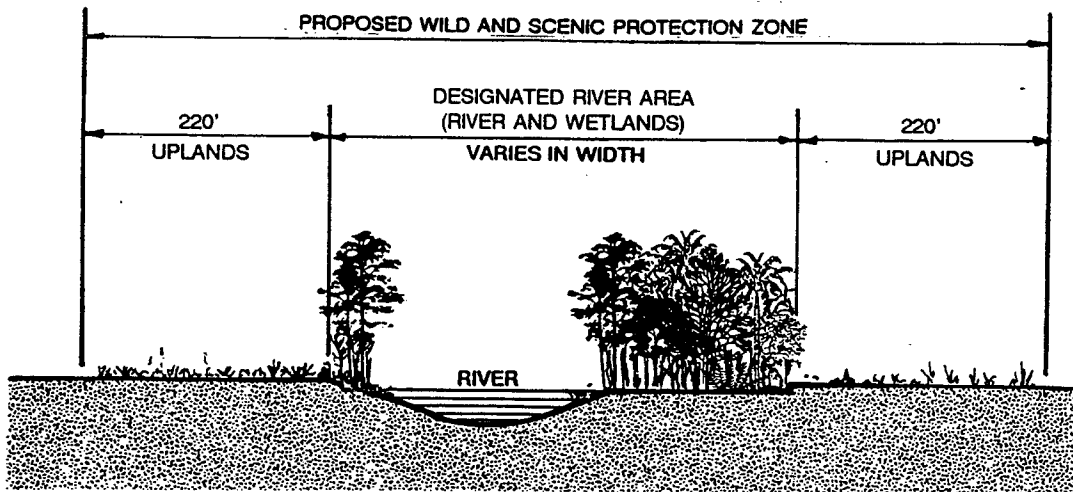 PROPOSED WILD AND SCENIC PROTECTION ZONE
DESIGNATED RIVER AREA
(RIVER AND WETLANDS)
VARIES IN WIDTH
220'
UPLANDS
220'
UPLANDS
RIVER